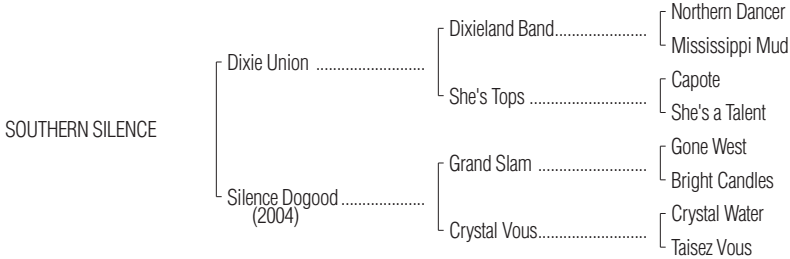 Northern Dancer
Dixieland Band......................
Mississippi Mud
Dixie Union ..........................
Capote
She's Tops ............................
She's a Talent
SOUTHERN SILENCE
Gone West
Grand Slam ..........................
Bright Candles
Silence Dogood ....................
(2004)
Crystal Water
Crystal Vous..........................
Taisez Vous